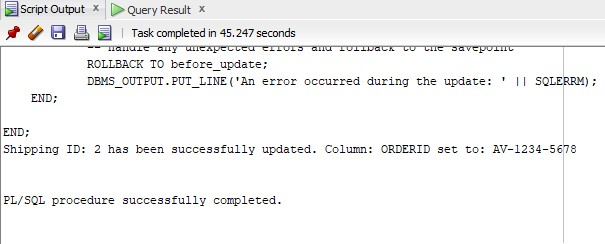 Script Output x Query Result x
Task completed in 45.247 seconds
-- handle any unexpected errors and rollback to the savepoint
ROLLBACK TO before_update;
DBMS_OUTPUT.PUT_LINE('An error occurred during the update: ' || SQLERRM);
END;
END;
Shipping ID: 2 has been successfully updated. Column: ORDERID set to: AV-1234-5678
PL/SQL procedure successfully completed.